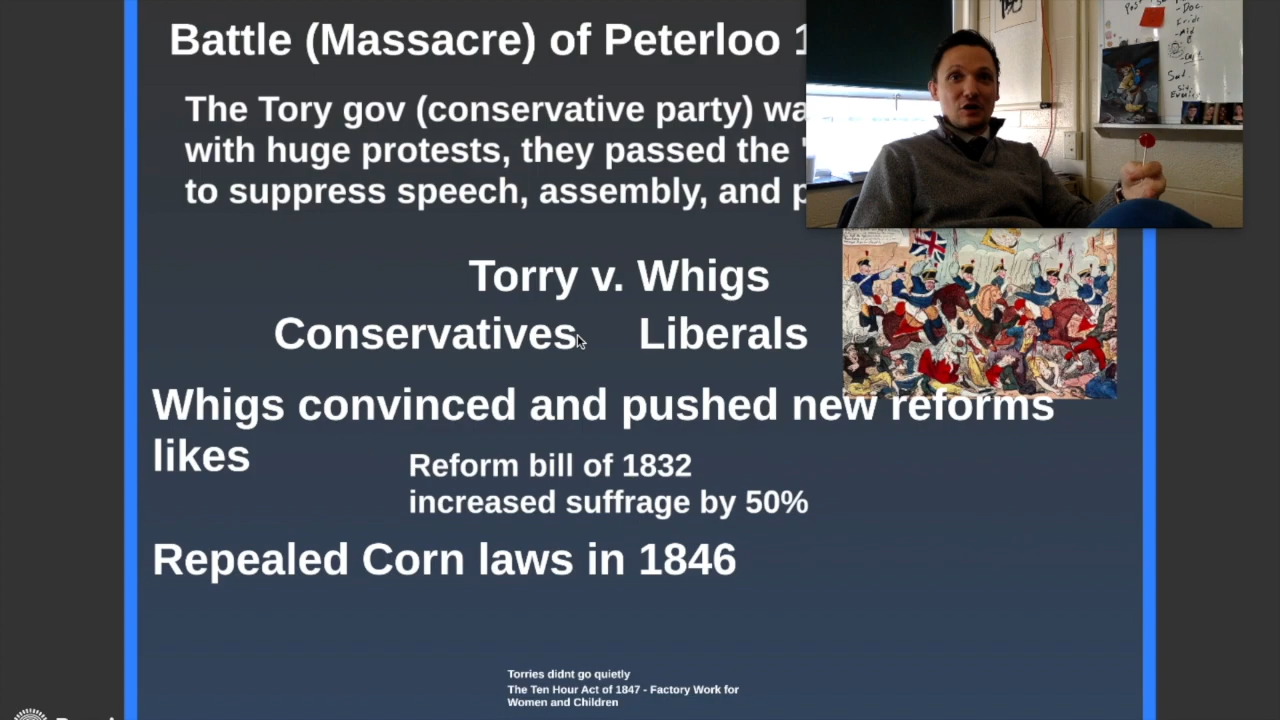 Battle (Massacre) of Peterloo
The Tory gov (conservative party)
with huge protests, they passed the
to suppress speech, assembly, and
Torry v. Whigs
Conservatives
Liberals
Whigs convinced and pushed new reforms
likes
Reform bill of 1832
increased suffrage by 50%
Repealed Corn laws in 1846
Torries didnt go quietly
The Ten Hour Act of 1847 - Factory Work for
Women and Children